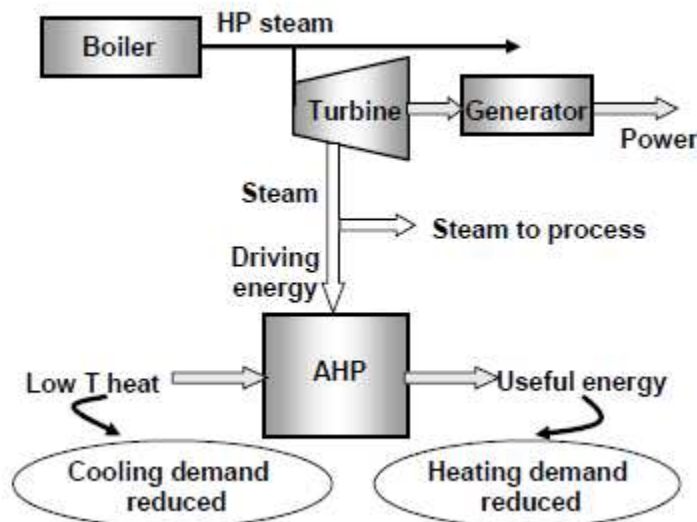 HP steam
Boiler
Turbine
Generator
Power
Steam
Steam to process
Driving
energy
AHP
Low T heat
Useful energy
Cooling demand
reduced
Heating demand
reduced